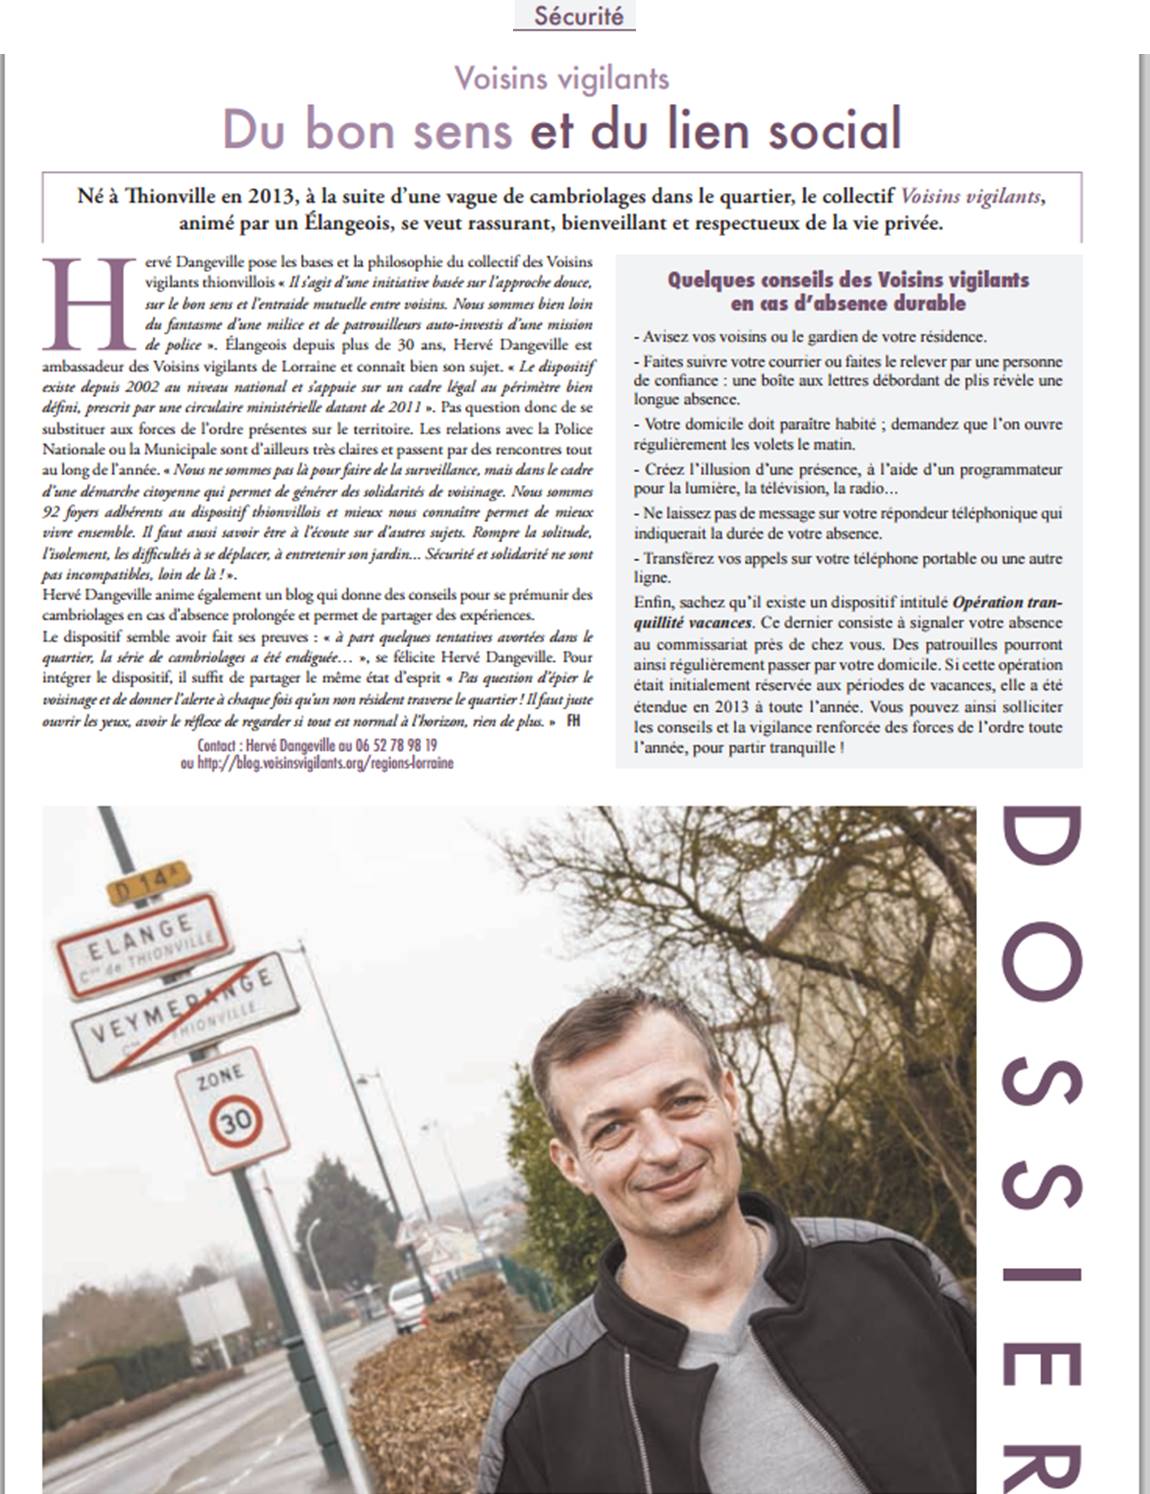 Sécurité
Voisins vigilants
Du bon sens et du lien social
Né à Thionville en 2013, à la suite d'une vague de cambriolages dans le quartier, le collectif Voisins vigilants,
animé par un Élangeois, se veut rassurant, bienveillant et respectueux de la vie privée.
Hervé Dangeville pose les bases et la philosophie du collectif des Voisins
vigilants thionvillois « Il s'agit d'une initiative basée sur l'approche douce,
sur le bon sens et l'entraide mutuelle entre voisins. Nous sommes bien loin
du fantasme d'une milice et de patrouilleurs auto-investis d'une mission
de police ». Élangeois depuis plus de 30 ans, Hervé Dangeville est
ambassadeur des Voisins vigilants de Lorraine et connaît bien son sujet. « Le dispositif
existe depuis 2002 au niveau national et s'appuie sur un cadre légal au périmètre bien
défini, prescrit par une circulaire ministérielle datant de 2011 ». Pas question donc de se
substituer aux forces de l'ordre présentes sur le territoire. Les relations avec la Police
Nationale ou la Municipale sont d'ailleurs très claires et passent par des rencontres tout
au long de l'année. « Nous ne sommes pas là pour faire de la surveillance, mais dans le cadre
d'une démarche citoyenne qui permet de générer des solidarités de voisinage. Nous sommes
92 foyers adhérents au dispositif thionvillois et mieux nous connaître permet de mieux
vivre ensemble. Il faut aussi savoir être à l'écoute sur d'autres sujets. Rompre la solitude,
l'isolement, les difficultés à se déplacer, à entretenir son jardin... Sécurité et solidarité ne sont
pas incompatibles, loin de là ! ».
Hervé Dangeville anime également un blog qui donne des conseils pour se prémunir des
cambriolages en cas d'absence prolongée et permet de partager des expériences.
Le dispositif semble avoir fait ses preuves : « à part quelques tentatives avortées dans le
quartier, la série de cambriolages a été endiguée... », se félicite Hervé Dangeville. Pour
intégrer le dispositif, il suffit de partager le même état d'esprit « Pas question d'épier le
voisinage et de donner l'alerte à chaque fois qu'un non résident traverse le quartier ! Il faut juste
ouvrir les yeux, avoir le réflexe de regarder si tout est normal à l'horizon, rien de plus. » FH
Contact : Hervé Dangeville au 06 52 78 98 19
ou http://blog.voisinsvigilants.org/regions-lorraine
Quelques conseils des Voisins vigilants
en cas d'absence durable
- Avisez vos voisins ou le gardien de votre résidence.
- Faites suivre votre courrier ou faites le relever par une personne
de confiance : une boîte aux lettres débordant de plis révèle une
longue absence.
- Votre domicile doit paraître habité ; demandez que l'on ouvre
régulièrement les volets le matin.
- Créez l'illusion d'une présence, à l'aide d'un programmateur
pour la lumière, la télévision, la radio...
- Ne laissez pas de message sur votre répondeur téléphonique qui
indiquerait la durée de votre absence.
- Transférez vos appels sur votre téléphone portable ou une autre
ligne.
Enfin, sachez qu'il existe un dispositif intitulé Opération tran-
quillité vacances. Ce dernier consiste à signaler votre absence
au commissariat près de chez vous. Des patrouilles pourront
ainsi régulièrement passer par votre domicile. Si cette opération
était initialement réservée aux périodes de vacances, elle a été
étendue en 2013 à toute l'année. Vous pouvez ainsi solliciter
les conseils et la vigilance renforcée des forces de l'ordre toute
l'année, pour partir tranquille !
D 14A
ELANGE
Cne de THIONVILLE
VEYMERANGE
Cne de THIONVILLE
ZONE
30
DOSSIER